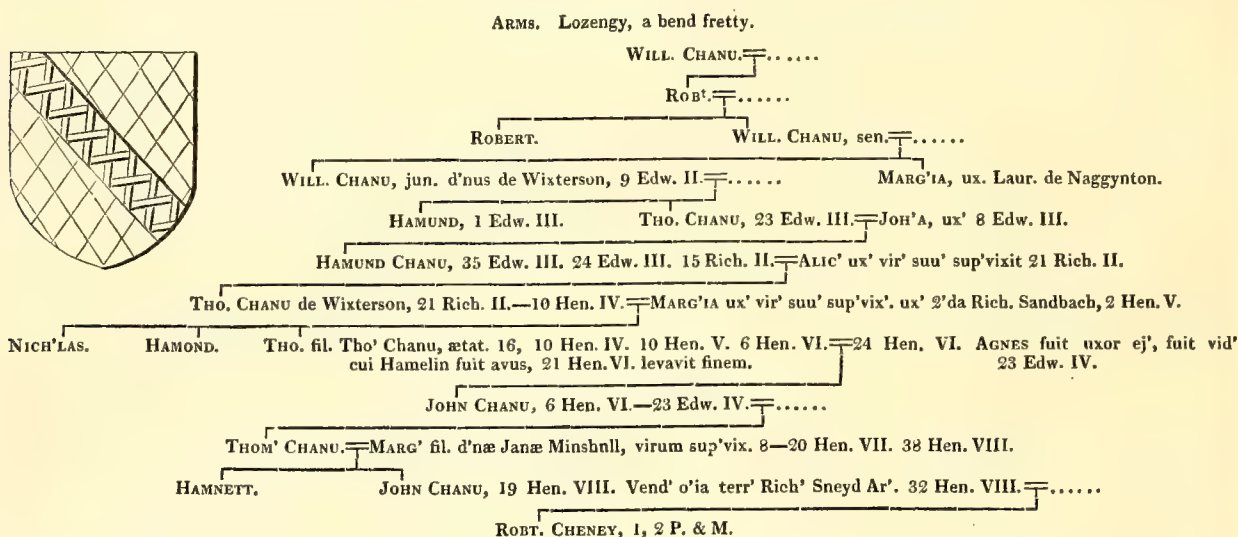 ARMS. Lozengy, a bend fretty.
WILL. CHANU.╤......
ROBᵗ.╤......
ROBERT. WILL. CHANU, sen.╤......
WILL. CHANU, jun. d'nus de Wixterson, 9 Edw. II.╤...... MARG'IA, ux. Laur. de Naggynton.
HAMUND, 1 Edw. III. THO. CHANU, 23 Edw. III.╤JOH'A, ux' 8 Edw. III.
HAMUND CHANU, 35 Edw. III. 24 Edw. III. 15 Rich. II.╤ALIC' ux' vir' suu' sup'vixit 21 Rich. II.
THO. CHANU de Wixterson, 21 Rich. II.—10 Hen. IV.╤MARG'IA ux' vir' suu' sup'vix'. ux' 2'da Rich. Sandbach, 2 Hen. V.
NICH'LAS. HAMOND. THO. fil. Tho' Chanu, ætat. 16, 10 Hen. IV. 10 Hen. V. 6 Hen. VI.╤24 Hen. VI. AGNES fuit uxor ej', fuit vid'
cui Hamelin fuit avus, 21 Hen. VI. levavit finem. 23 Edw. IV.
JOHN CHANU, 6 Hen. VI.—23 Edw. IV.╤......
THOM' CHANU.╤MARG' fil. d'næ Janæ Minshnll, virum sup'vix. 8—20 Hen. VII. 38 Hen. VIII.
HAMNETT. JOHN CHANU, 19 Hen. VIII. Vend' o'ia terr' Rich' Sneyd Ar'. 32 Hen. VIII.╤......
ROBT. CHENEY, 1, 2 P. & M.